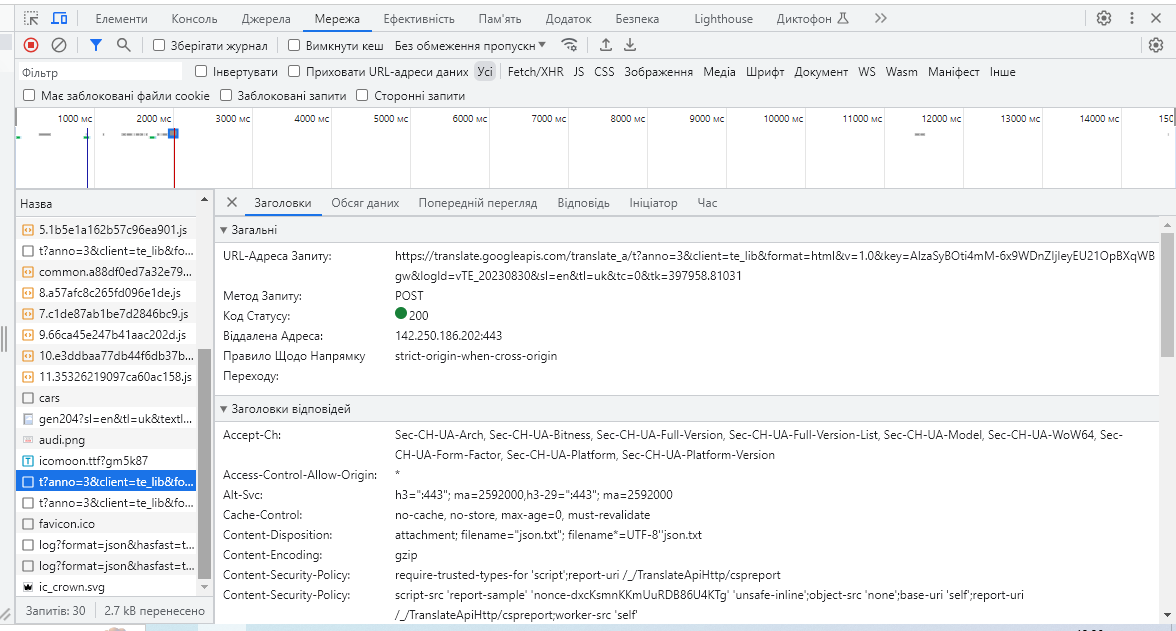 Елементи Консоль Джерела Мережа Ефективність Пам'ять Додаток Безпека Lighthouse Диктофон
Зберігати журнал Вимкнути кеш Без обмеження пропускн
Фільтр Інвертувати Приховати URL-адреси даних Усі Fetch/XHR JS CSS Зображення Медіа Шрифт Документ WS Wasm Маніфест Інше
Має заблоковані файли cookie Заблоковані запити Сторонні запити
1000 мс 2000 мс 3000 мс 4000 мс 5000 мс 6000 мс 7000 мс 8000 мс 9000 мс 10000 мс 11000 мс 12000 мс 13000 мс 14000 мс 150
Назва
5.1b5e1a162b57c96ea901.js
t?anno=3&client=te_lib&fo...
common.a88df0ed7a32e79...
8.a57afc8c265fd096e1de.js
7.c1de87ab1be7d2846bc9.js
9.66ca45e247b41aac202d.js
10.e3ddbaa77db44f6db37b...
11.35326219097ca60ac158.js
cars
gen204?sl=en&tl=uk&textl...
audi.png
icomoon.ttf?gm5k87
t?anno=3&client=te_lib&fo...
t?anno=3&client=te_lib&fo...
favicon.ico
log?format=json&hasfast=t...
log?format=json&hasfast=t...
ic_crown.svg
Запитів: 30 2.7 kB перенесено
Заголовки Обсяг даних Попередній перегляд Відповідь Ініціатор Час
Загальні
URL-Адреса Запиту: https://translate.googleapis.com/translate_a/t?anno=3&client=te_lib&format=html&v=1.0&key=AIzaSyBOti4mM-6x9WDnZIjIeyEU21OpBXqWB
gw&logId=vTE_20230830&sl=en&tl=uk&tc=0&tk=397958.81031
Метод Запиту: POST
Код Статусу: 200
Віддалена Адреса: 142.250.186.202:443
Правило Щодо Напрямку strict-origin-when-cross-origin
Переходу:
Заголовки відповідей
Accept-Ch: Sec-CH-UA-Arch, Sec-CH-UA-Bitness, Sec-CH-UA-Full-Version, Sec-CH-UA-Full-Version-List, Sec-CH-UA-Model, Sec-CH-UA-WoW64, Sec-
CH-UA-Form-Factor, Sec-CH-UA-Platform, Sec-CH-UA-Platform-Version
Access-Control-Allow-Origin: *
Alt-Svc: h3=":443"; ma=2592000,h3-29=":443"; ma=2592000
Cache-Control: no-cache, no-store, max-age=0, must-revalidate
Content-Disposition: attachment; filename="json.txt"; filename*=UTF-8''json.txt
Content-Encoding: gzip
Content-Security-Policy: require-trusted-types-for 'script';report-uri /_/TranslateApiHttp/cspreport
Content-Security-Policy: script-src 'report-sample' 'nonce-dxcKsmnKKmUuRDB86U4KTg' 'unsafe-inline';object-src 'none';base-uri 'self';report-uri
/_/TranslateApiHttp/cspreport;worker-src 'self'